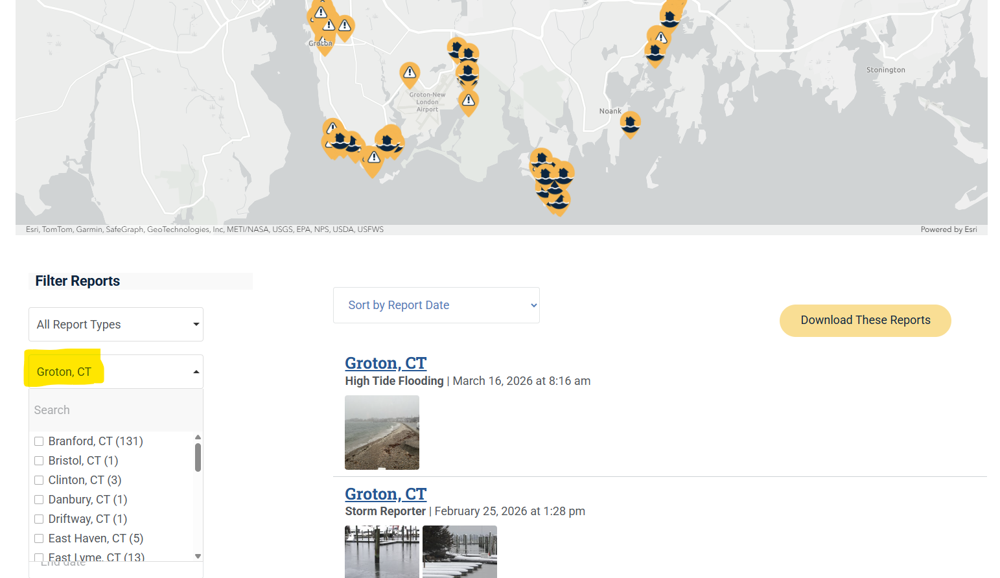 Groton
Groton-New
London
Airport
Noank
Stonington
Esri, TomTom, Garmin, SafeGraph, GeoTechnologies, Inc, METI/NASA, USGS, EPA, NPS, USDA, USFWS
Powered by Esri
Filter Reports
All Report Types
Groton, CT
Search
Branford, CT (131)
Bristol, CT (1)
Clinton, CT (3)
Danbury, CT (1)
Driftway, CT (1)
East Haven, CT (5)
East Lyme, CT (13)
End date
Sort by Report Date
Download These Reports
Groton, CT
High Tide Flooding | March 16, 2026 at 8:16 am
Groton, CT
Storm Reporter | February 25, 2026 at 1:28 pm